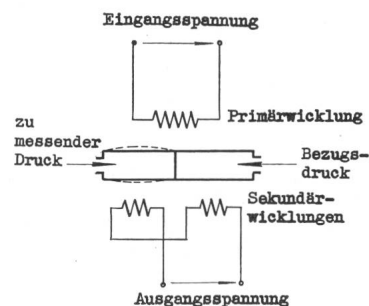 Eingangsspannung
Primärwicklung
zu
messender
Druck
Bezugs-
druck
Sekundär-
wicklungen
Ausgangsspannung